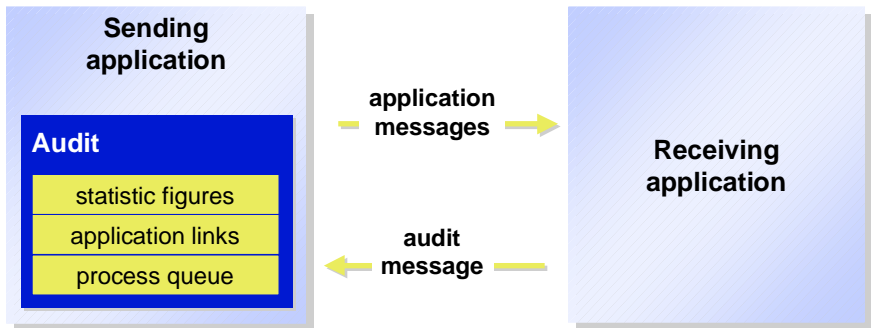 Sending
application
Audit
statistic figures
application links
process queue
application
messages
audit
message
Receiving
application